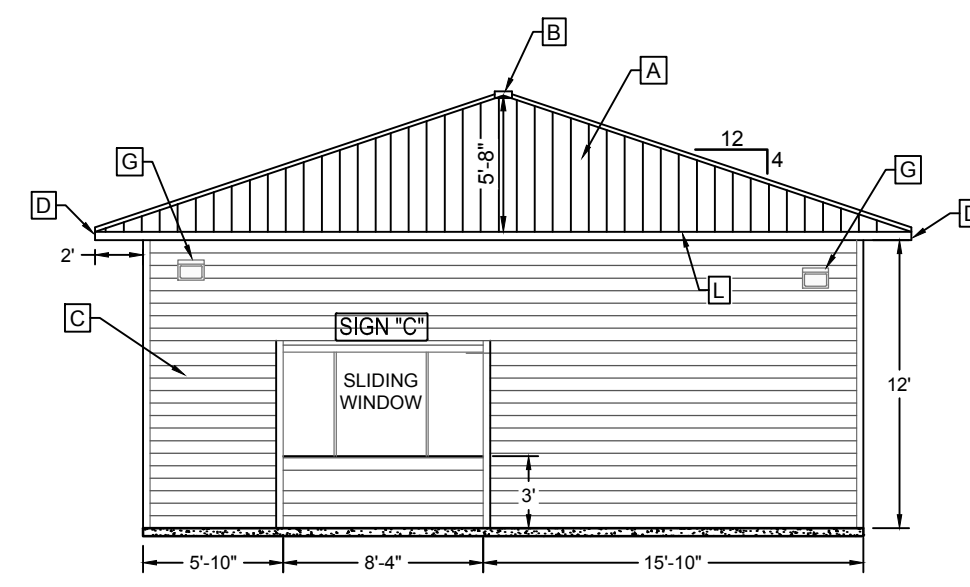 B
A
12
4
5'-8"
G
G
D
D
2'
L
C
SIGN "C"
SLIDING
WINDOW
12'
3'
5'-10"
8'-4"
15'-10"